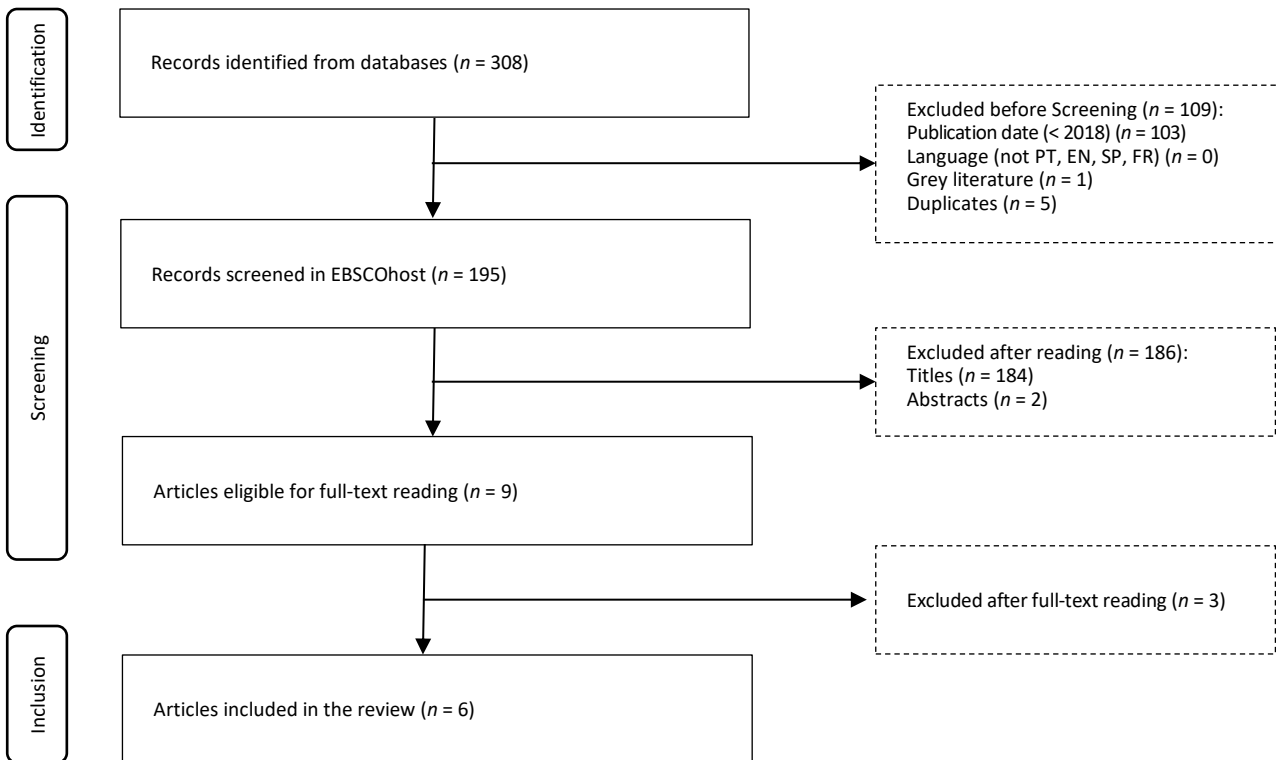 Identification
Records identified from databases (n = 308)
Excluded before Screening (n = 109):
Publication date (< 2018) (n = 103)
Language (not PT, EN, SP, FR) (n = 0)
Grey literature (n = 1)
Duplicates (n = 5)
Screening
Records screened in EBSCOhost (n = 195)
Excluded after reading (n = 186):
Titles (n = 184)
Abstracts (n = 2)
Articles eligible for full-text reading (n = 9)
Excluded after full-text reading (n = 3)
Inclusion
Articles included in the review (n = 6)